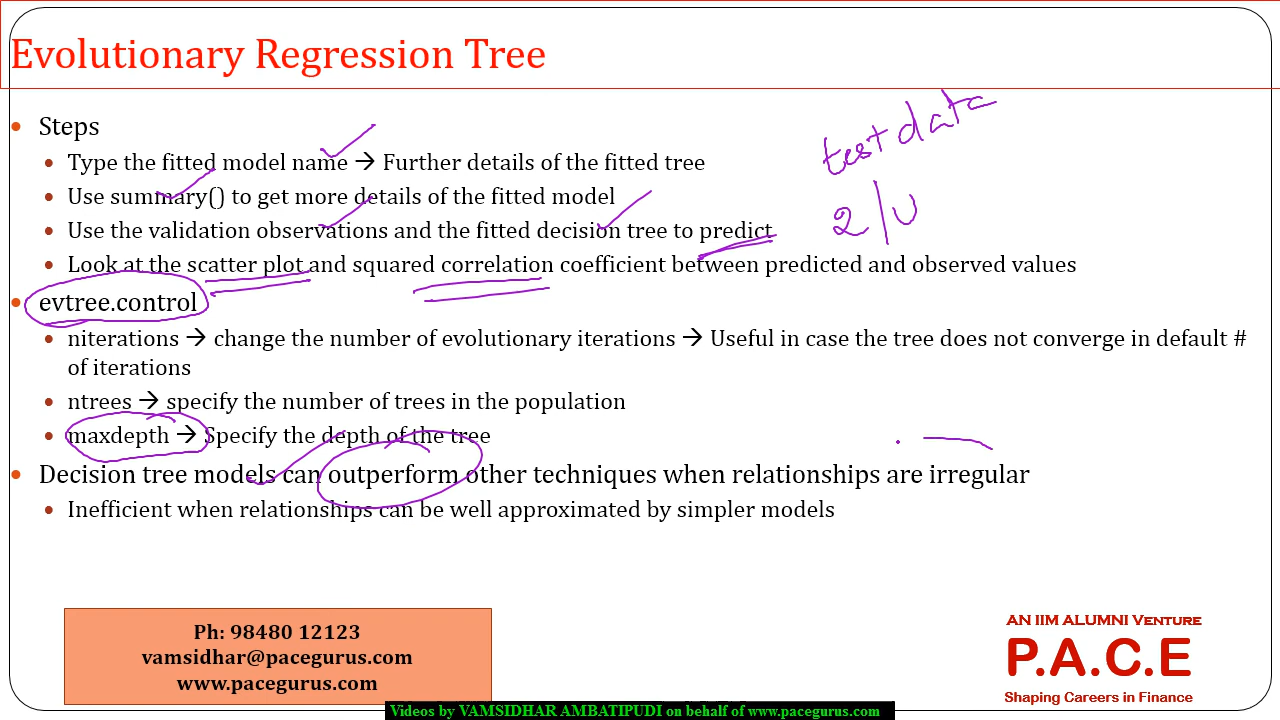 Evolutionary Regression Tree
• Steps
• Type the fitted model name → Further details of the fitted tree
• Use summary() to get more details of the fitted model
• Use the validation observations and the fitted decision tree to predict
• Look at the scatter plot and squared correlation coefficient between predicted and observed values
test data
• evtree.control
• niterations → change the number of evolutionary iterations → Useful in case the tree does not converge in default #
of iterations
• ntrees → specify the number of trees in the population
• maxdepth → Specify the depth of the tree
• Decision tree models can outperform other techniques when relationships are irregular
• Inefficient when relationships can be well approximated by simpler models
Ph: 98480 12123
vamsidhar@pacegurus.com
www.pacegurus.com
AN IIM ALUMNI VENTURE
P.A.C.E
Shaping Careers in Finance
Videos by VAMSIDHAR AMBATIPUDI on behalf of www.pacegurus.com